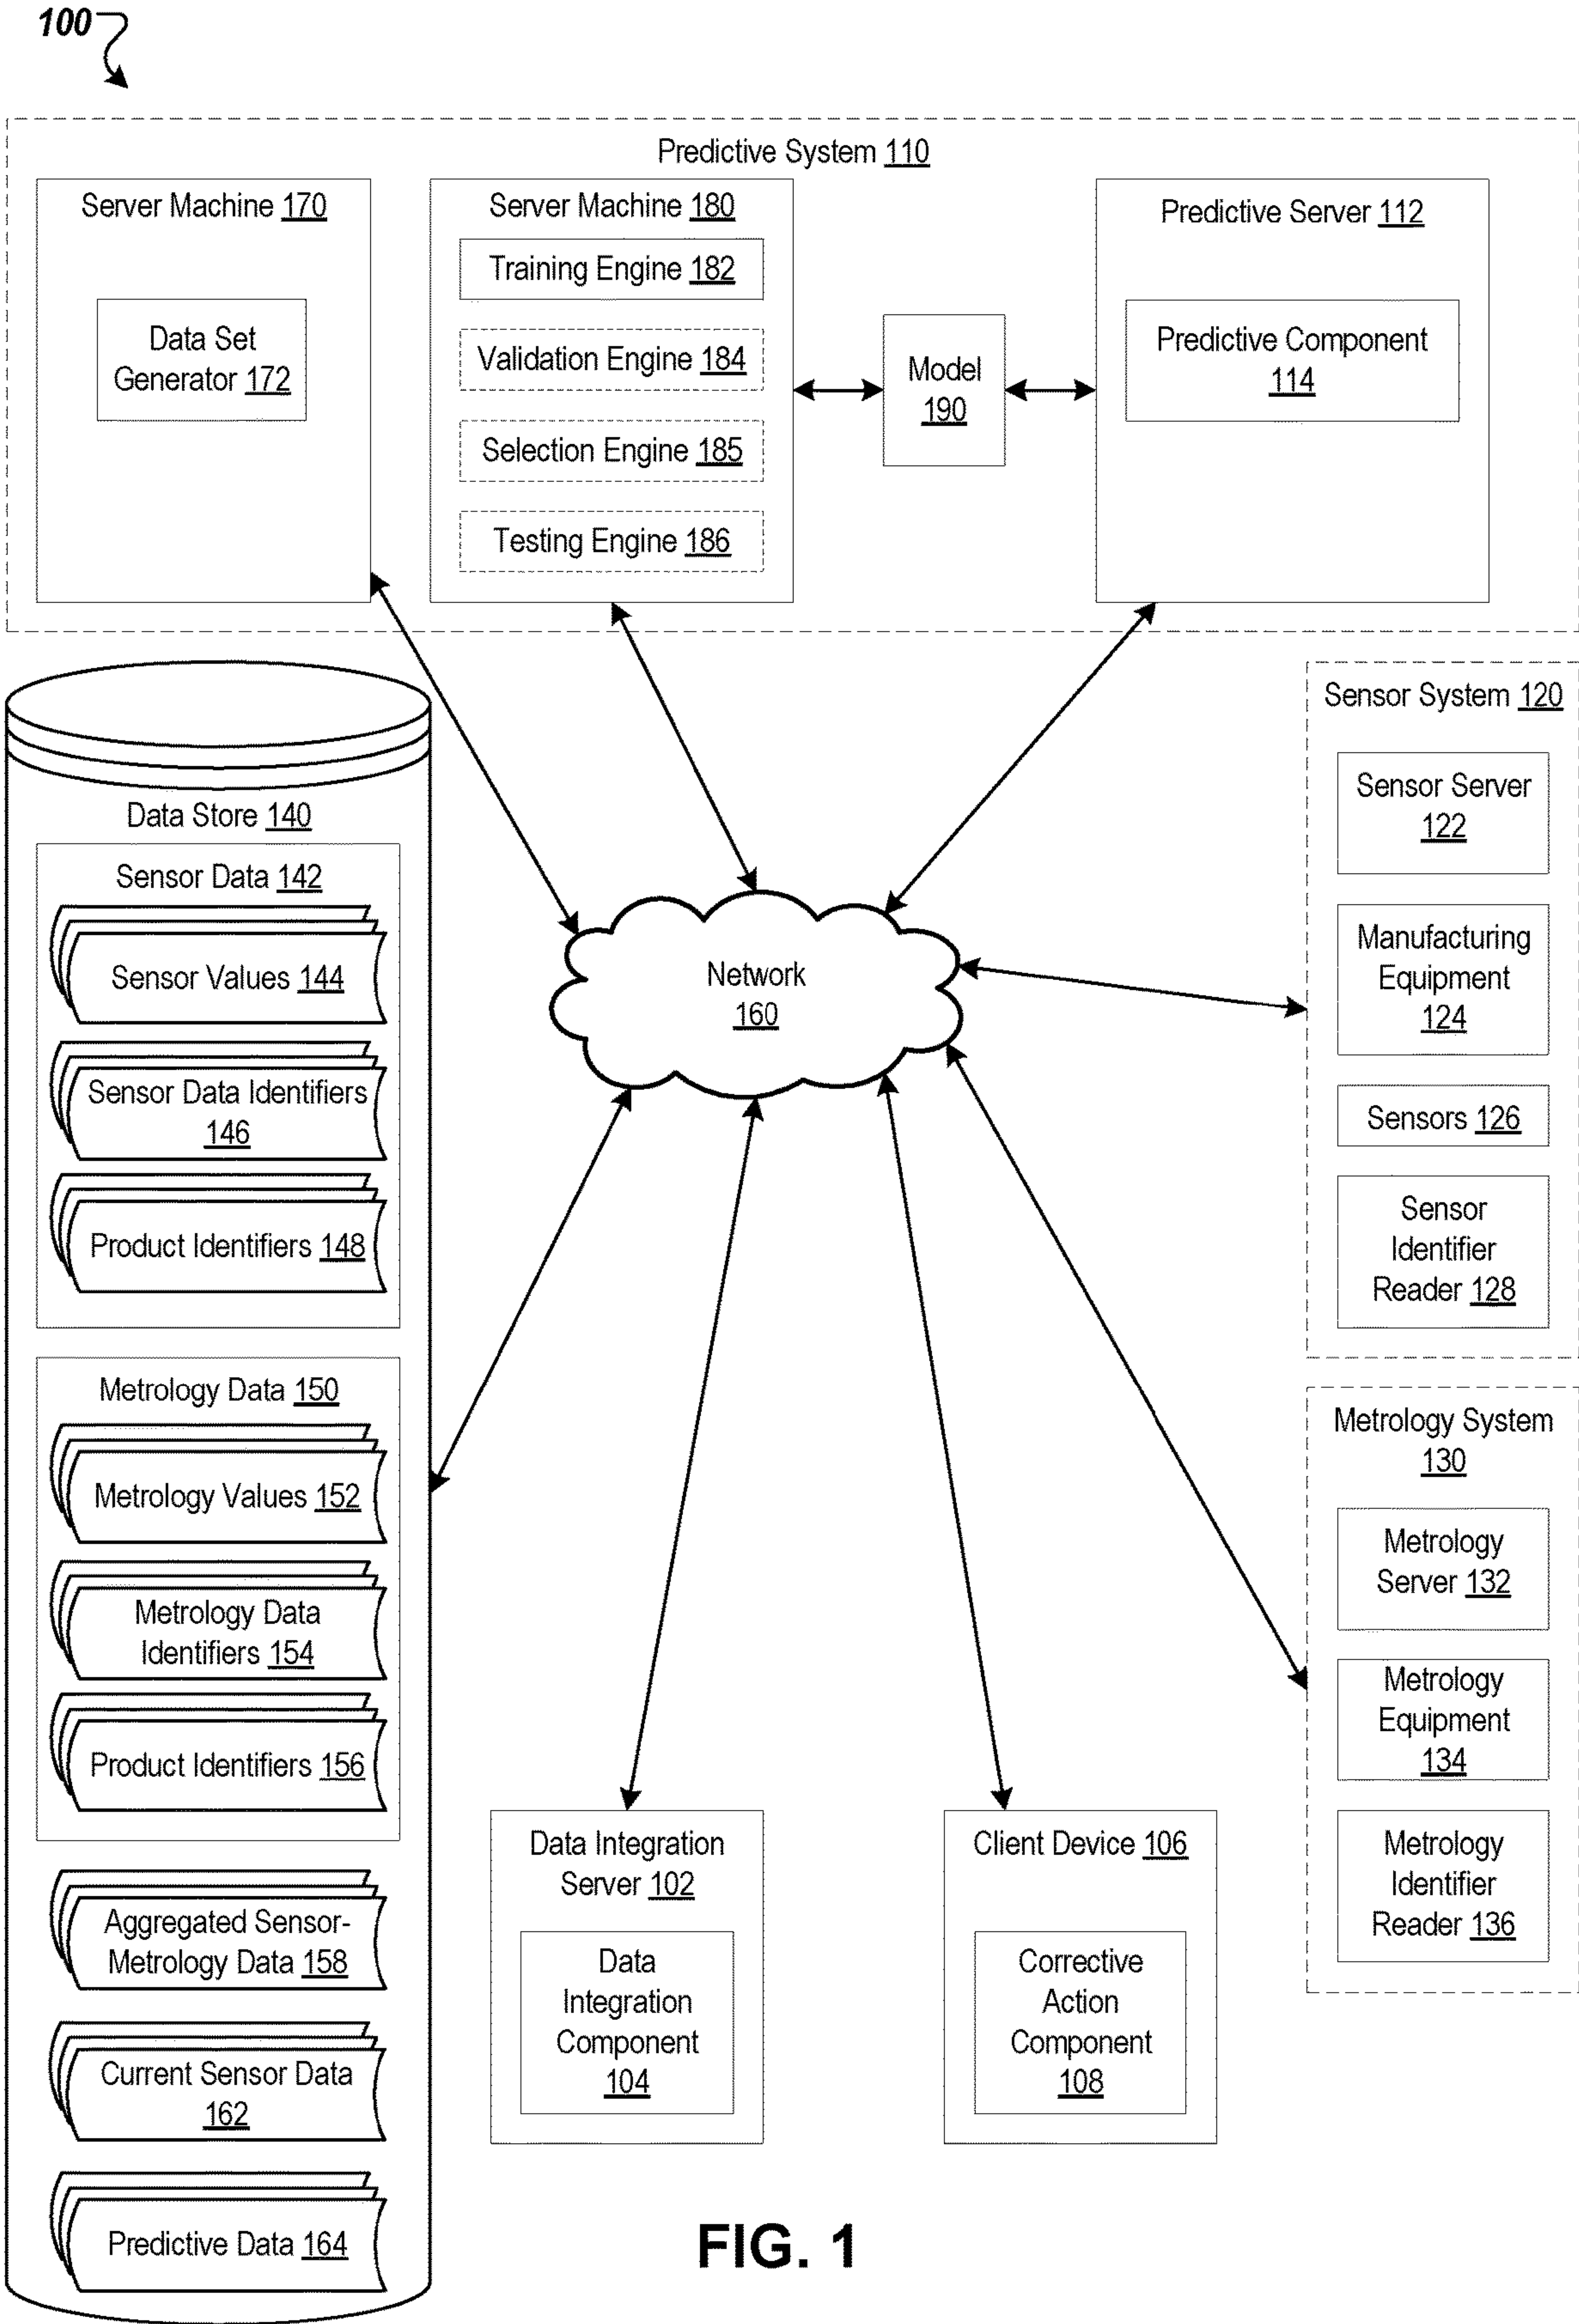 100
Predictive System 110
Server Machine 170
Data Set
Generator 172
Server Machine 180
Training Engine 182
Validation Engine 184
Selection Engine 185
Testing Engine 186
Model
190
Predictive Server 112
Predictive Component
114
Data Store 140
Sensor Data 142
Sensor Values 144
Sensor Data Identifiers
146
Product Identifiers 148
Metrology Data 150
Metrology Values 152
Metrology Data
Identifiers 154
Product Identifiers 156
Aggregated Sensor-
Metrology Data 158
Current Sensor Data
162
Predictive Data 164
Network
160
Sensor System 120
Sensor Server
122
Manufacturing
Equipment
124
Sensors 126
Sensor
Identifier
Reader 128
Metrology System
130
Metrology
Server 132
Metrology
Equipment
134
Metrology
Identifier
Reader 136
Data Integration
Server 102
Data
Integration
Component
104
Client Device 106
Corrective
Action
Component
108
FIG. 1